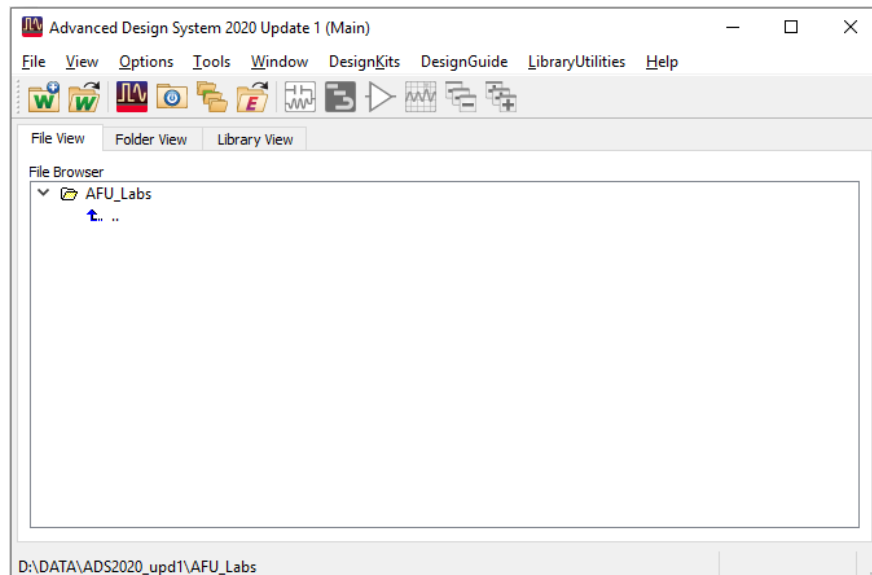 Advanced Design System 2020 Update 1 (Main)
File View Options Tools Window DesignKits DesignGuide LibraryUtilities Help
W W E
File View Folder View Library View
File Browser
AFU_Labs
..
D:\DATA\ADS2020_upd1\AFU_Labs